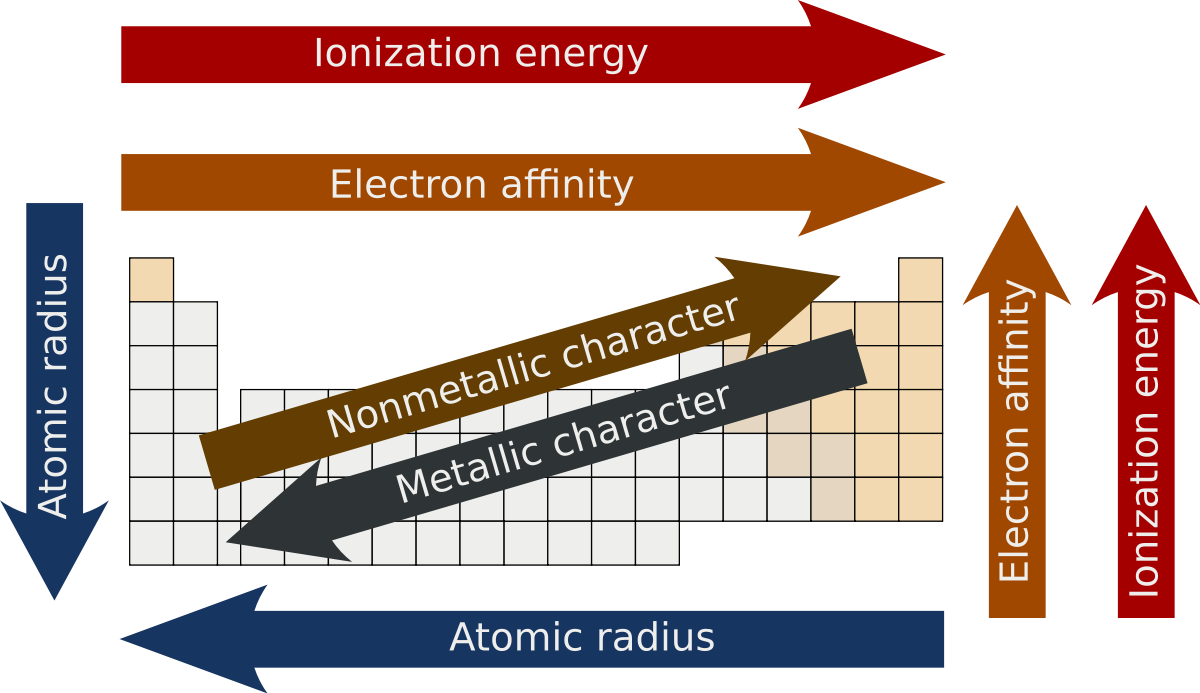 Ionization energy
Electron affinity
Atomic radius
Nonmetallic character
Metallic character
Electron affinity
Ionization energy
Atomic radius